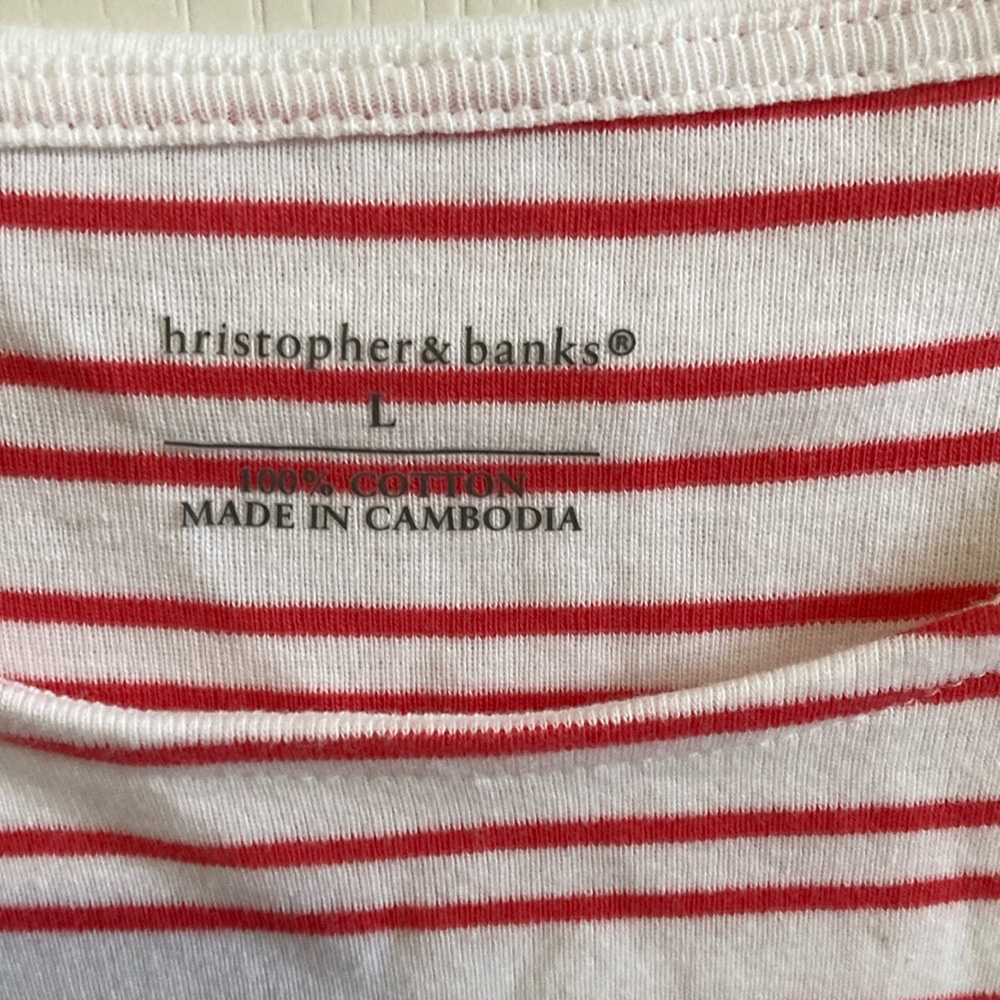 hristopher & banks®
L
100% COTTON
MADE IN CAMBODIA